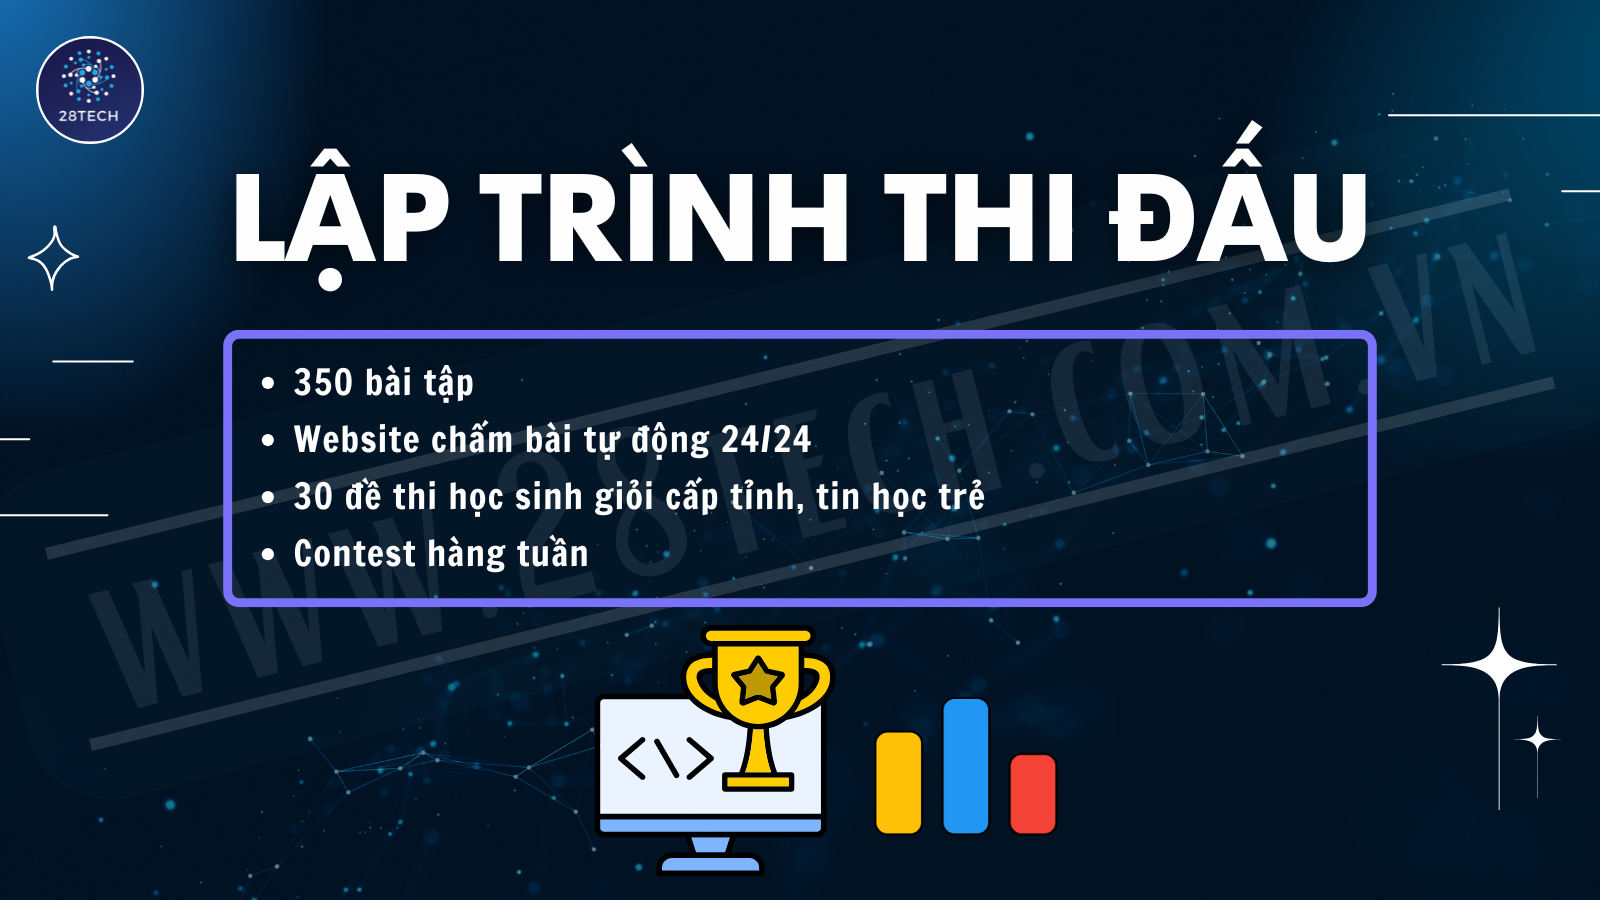 28TECH
LẬP TRÌNH THI ĐẤU
350 bài tập
Website chấm bài tự động 24/24
30 đề thi học sinh giỏi cấp tỉnh, tin học trẻ
Contest hàng tuần
WWW.28TECH.COM.VN